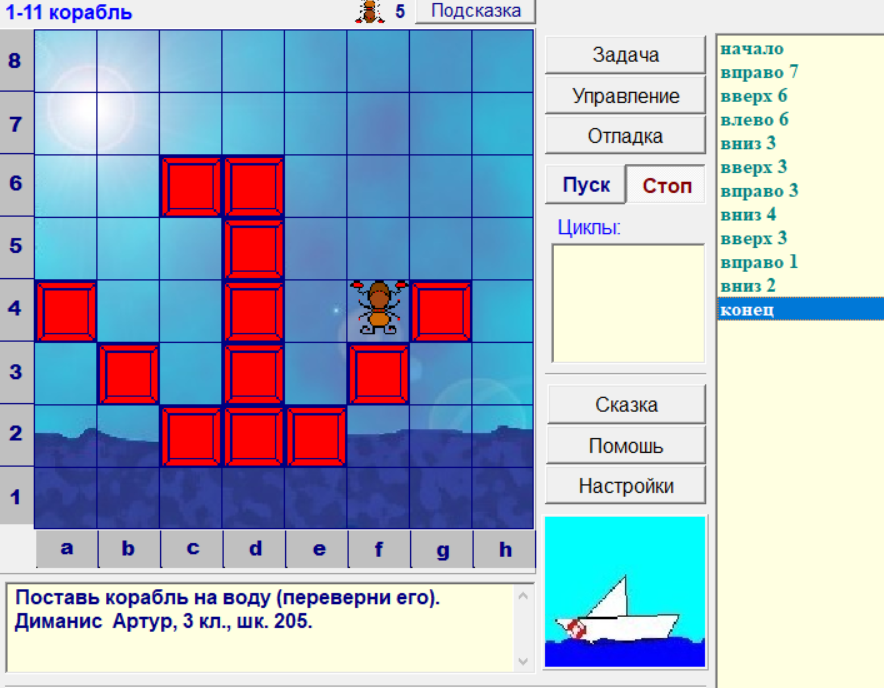 1-11 корабль
5
Подсказка
8
7
6
5
4
3
2
1
a b c d e f g h
Поставь корабль на воду (переверни его).
Диманис Артур, 3 кл., шк. 205.
Задача
Управление
Отладка
Пуск Стоп
Циклы:
Сказка
Помошь
Настройки
начало
вправо 7
вверх 6
влево 6
вниз 3
вверх 3
вправо 3
вниз 4
вверх 3
вправо 1
вниз 2
конец